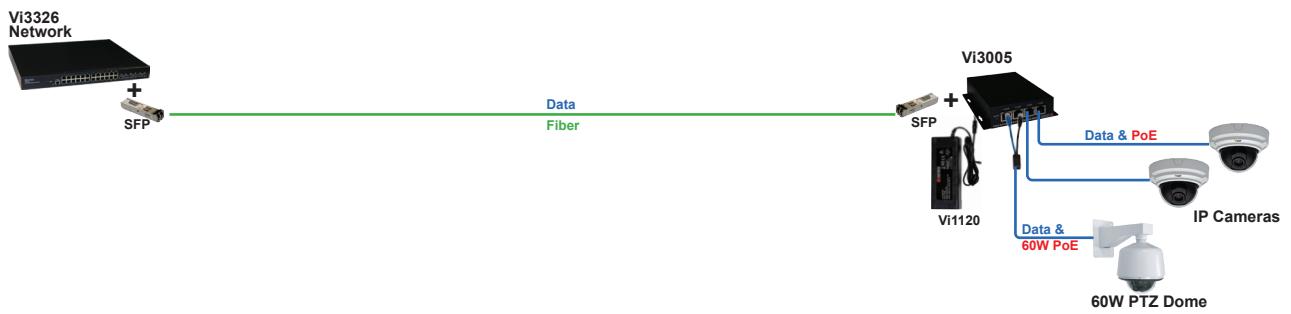 Vi3326
Network
+
SFP
Data
Fiber
SFP
+
Vi3005
Vi1120
Data & PoE
IP Cameras
Data &
60W PoE
60W PTZ Dome